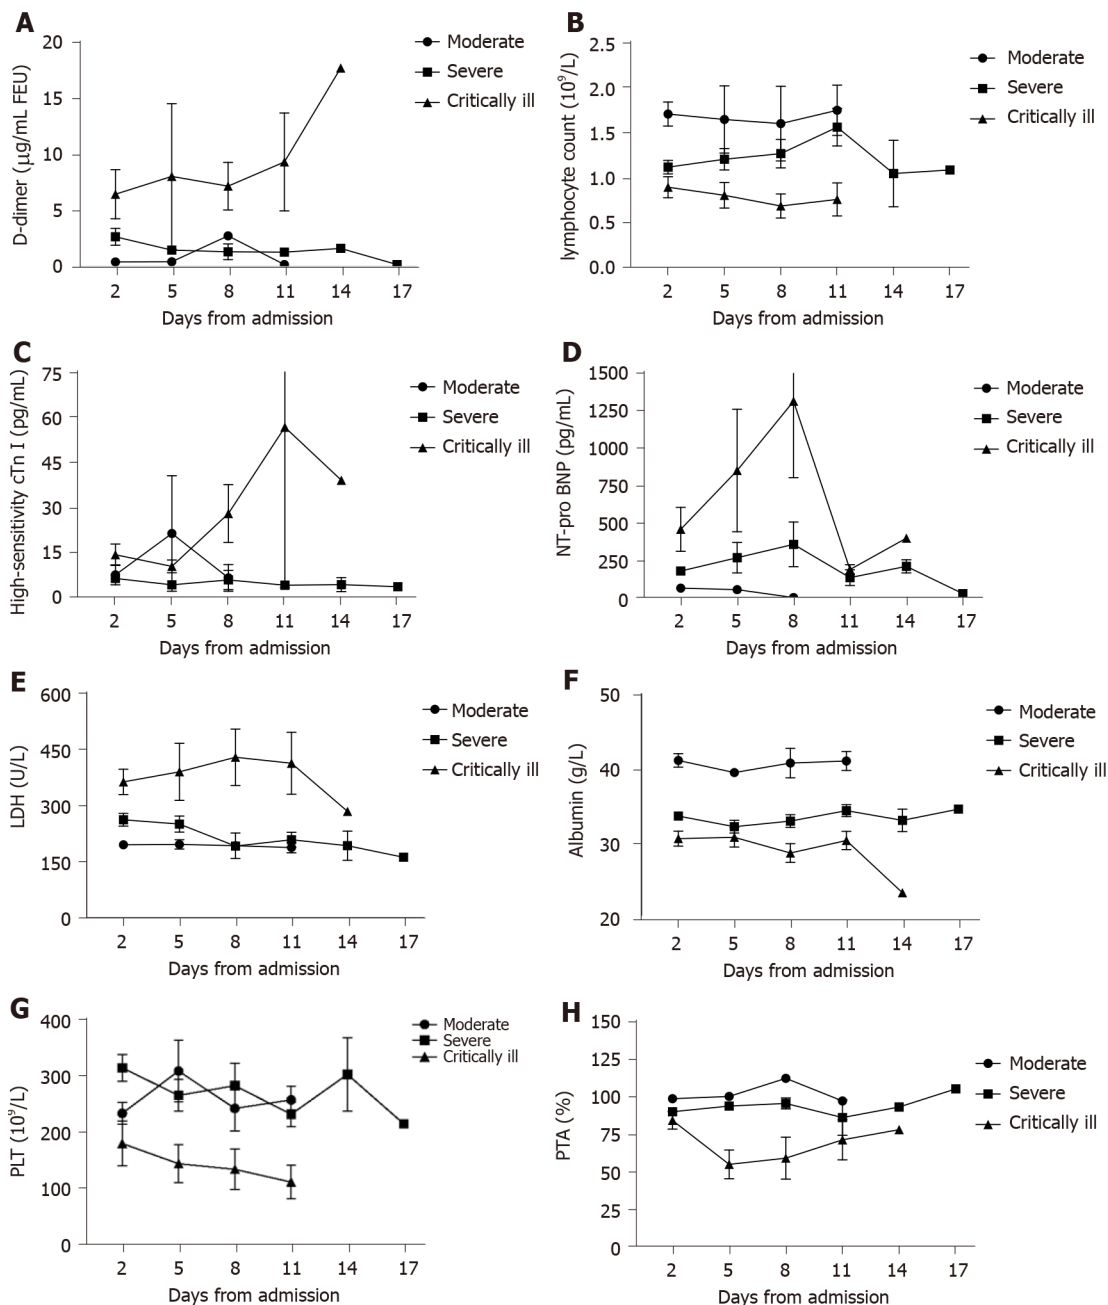 A
D-dimer (μg/mL FEU)
20
15
10
5
0
2 5 8 11 14 17
Days from admission
Moderate
Severe
Critically ill
B
lymphocyte count (10⁹/L)
2.5
2.0
1.5
1.0
0.5
0.0
2 5 8 11 14 17
Days from admission
Moderate
Severe
Critically ill
C
High-sensitivity cTn I (pg/mL)
75
60
45
30
15
0
2 5 8 11 14 17
Days from admission
Moderate
Severe
Critically ill
D
NT-pro BNP (pg/mL)
1500
1250
1000
750
500
250
0
2 5 8 11 14 17
Days from admission
Moderate
Severe
Critically ill
E
LDH (U/L)
600
450
300
150
0
2 5 8 11 14 17
Days from admission
Moderate
Severe
Critically ill
F
Albumin (g/L)
50
40
30
20
2 5 8 11 14 17
Days from admission
Moderate
Severe
Critically ill
G
PLT (10⁹/L)
400
300
200
100
0
2 5 8 11 14 17
Days from admission
Moderate
Severe
Critically ill
H
PTA (%)
150
125
100
75
50
25
0
2 5 8 11 14 17
Days from admission
Moderate
Severe
Critically ill